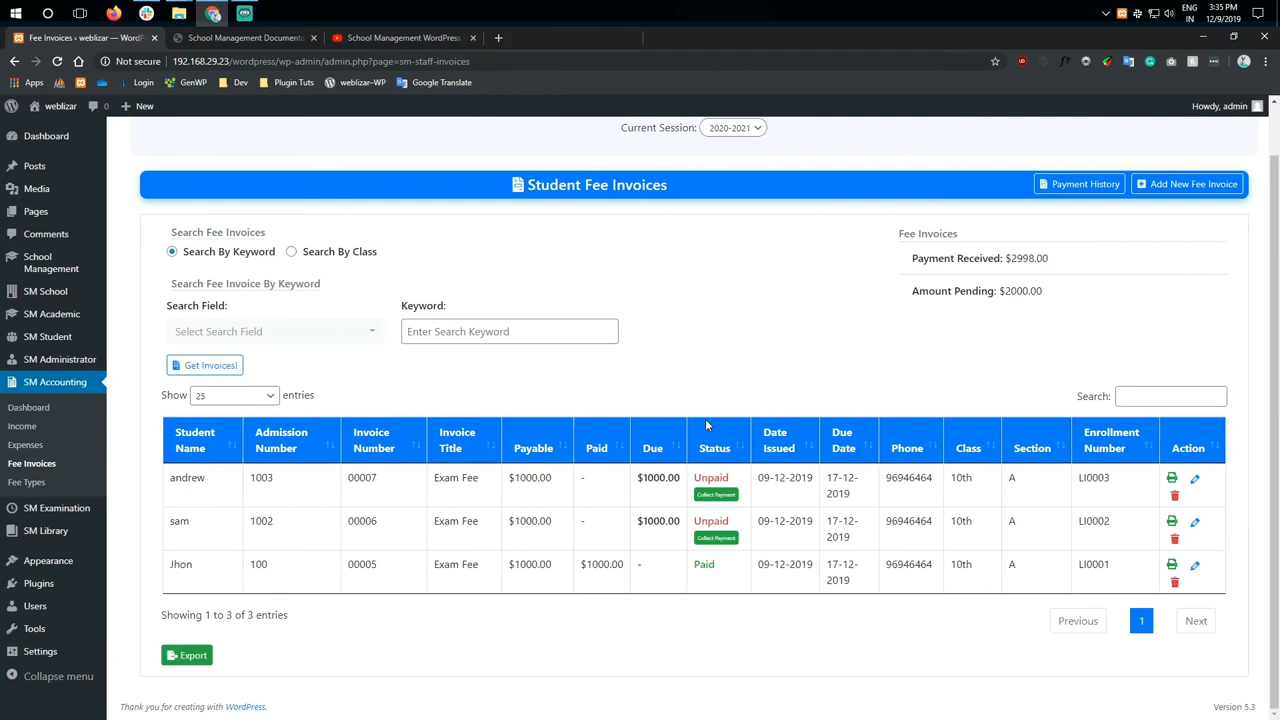 ENG
3:35 PM
IN
12/9/2019
Fee Invoices ‹ weblizar — WordP
School Management Documenta
School Management WordPress
Not secure
192.168.29.23/wordpress/wp-admin/admin.php?page=sm-staff-invoices
Apps
Login
GenWP
Dev
Plugin Tuts
weblizar-WP
Google Translate
weblizar
0
New
Howdy, admin
Dashboard
Posts
Media
Pages
Comments
School
Management
SM School
SM Academic
SM Student
SM Administrator
SM Accounting
Dashboard
Income
Expenses
Fee Invoices
Fee Types
SM Examination
SM Library
Appearance
Plugins
Users
Tools
Settings
Collapse menu
Current Session: 2020-2021
Student Fee Invoices
Payment History
Add New Fee Invoice
Search Fee Invoices
Search By Keyword
Search By Class
Search Fee Invoice By Keyword
Search Field:
Keyword:
Select Search Field
Enter Search Keyword
Get Invoices!
Fee Invoices
Payment Received: $2998.00
Amount Pending: $2000.00
Show 25 entries
Search:
Student Name
Admission Number
Invoice Number
Invoice Title
Payable
Paid
Due
Status
Date Issued
Due Date
Phone
Class
Section
Enrollment Number
Action
andrew 1003 00007 Exam Fee $1000.00 - $1000.00 Unpaid 09-12-2019 17-12-2019 96946464 10th A LI0003
Collect Payment
sam 1002 00006 Exam Fee $1000.00 - $1000.00 Unpaid 09-12-2019 17-12-2019 96946464 10th A LI0002
Collect Payment
Jhon 100 00005 Exam Fee $1000.00 $1000.00 - Paid 09-12-2019 17-12-2019 96946464 10th A LI0001
Showing 1 to 3 of 3 entries
Previous
1
Next
Export
Thank you for creating with WordPress.
Version 5.3